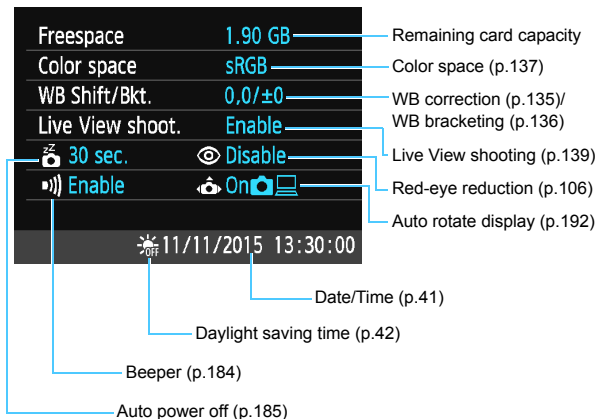 Freespace 1.90 GB Remaining card capacity
Color space sRGB Color space (p.137)
WB Shift/Bkt. 0,0/±0 WB correction (p.135)/
WB bracketing (p.136)
Live View shoot. Enable Live View shooting (p.139)
zZ 30 sec. Disable Red-eye reduction (p.106)
Enable On Auto rotate display (p.192)
OFF 11/11/2015 13:30:00
Date/Time (p.41)
Daylight saving time (p.42)
Beeper (p.184)
Auto power off (p.185)